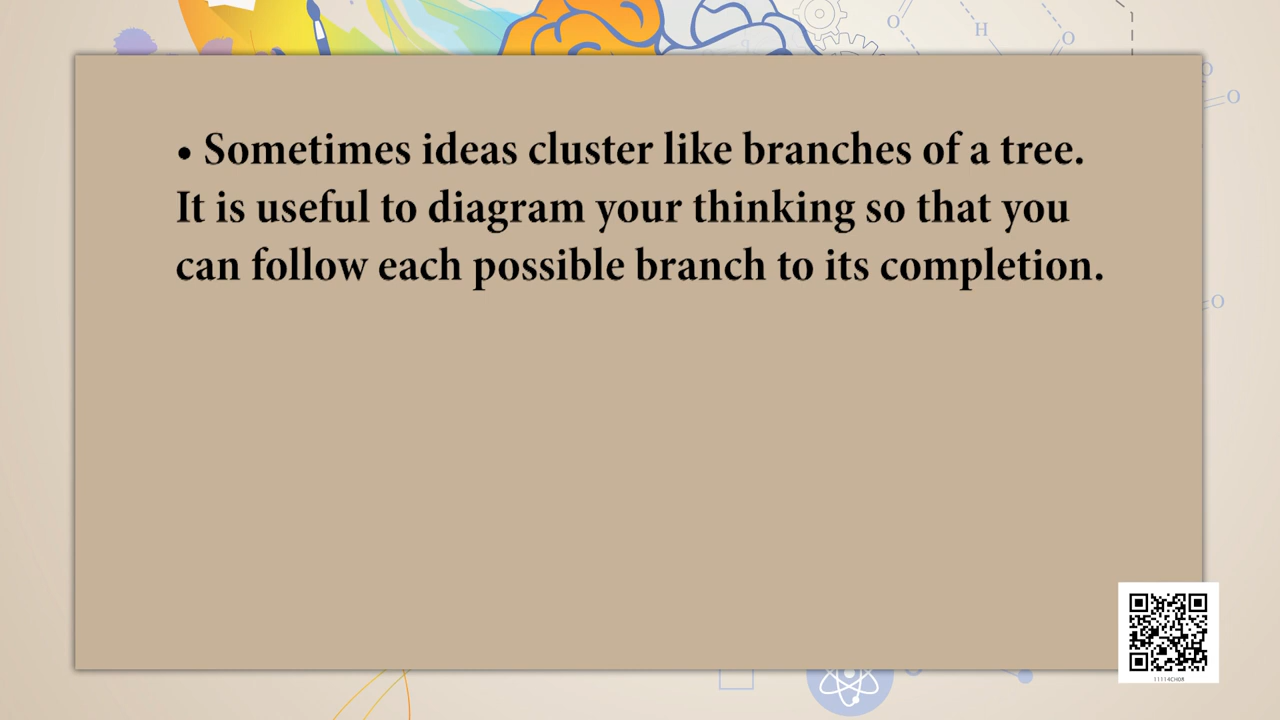 • Sometimes ideas cluster like branches of a tree.
It is useful to diagram your thinking so that you
can follow each possible branch to its completion.
O
H
O
O
O
O
11114CH08